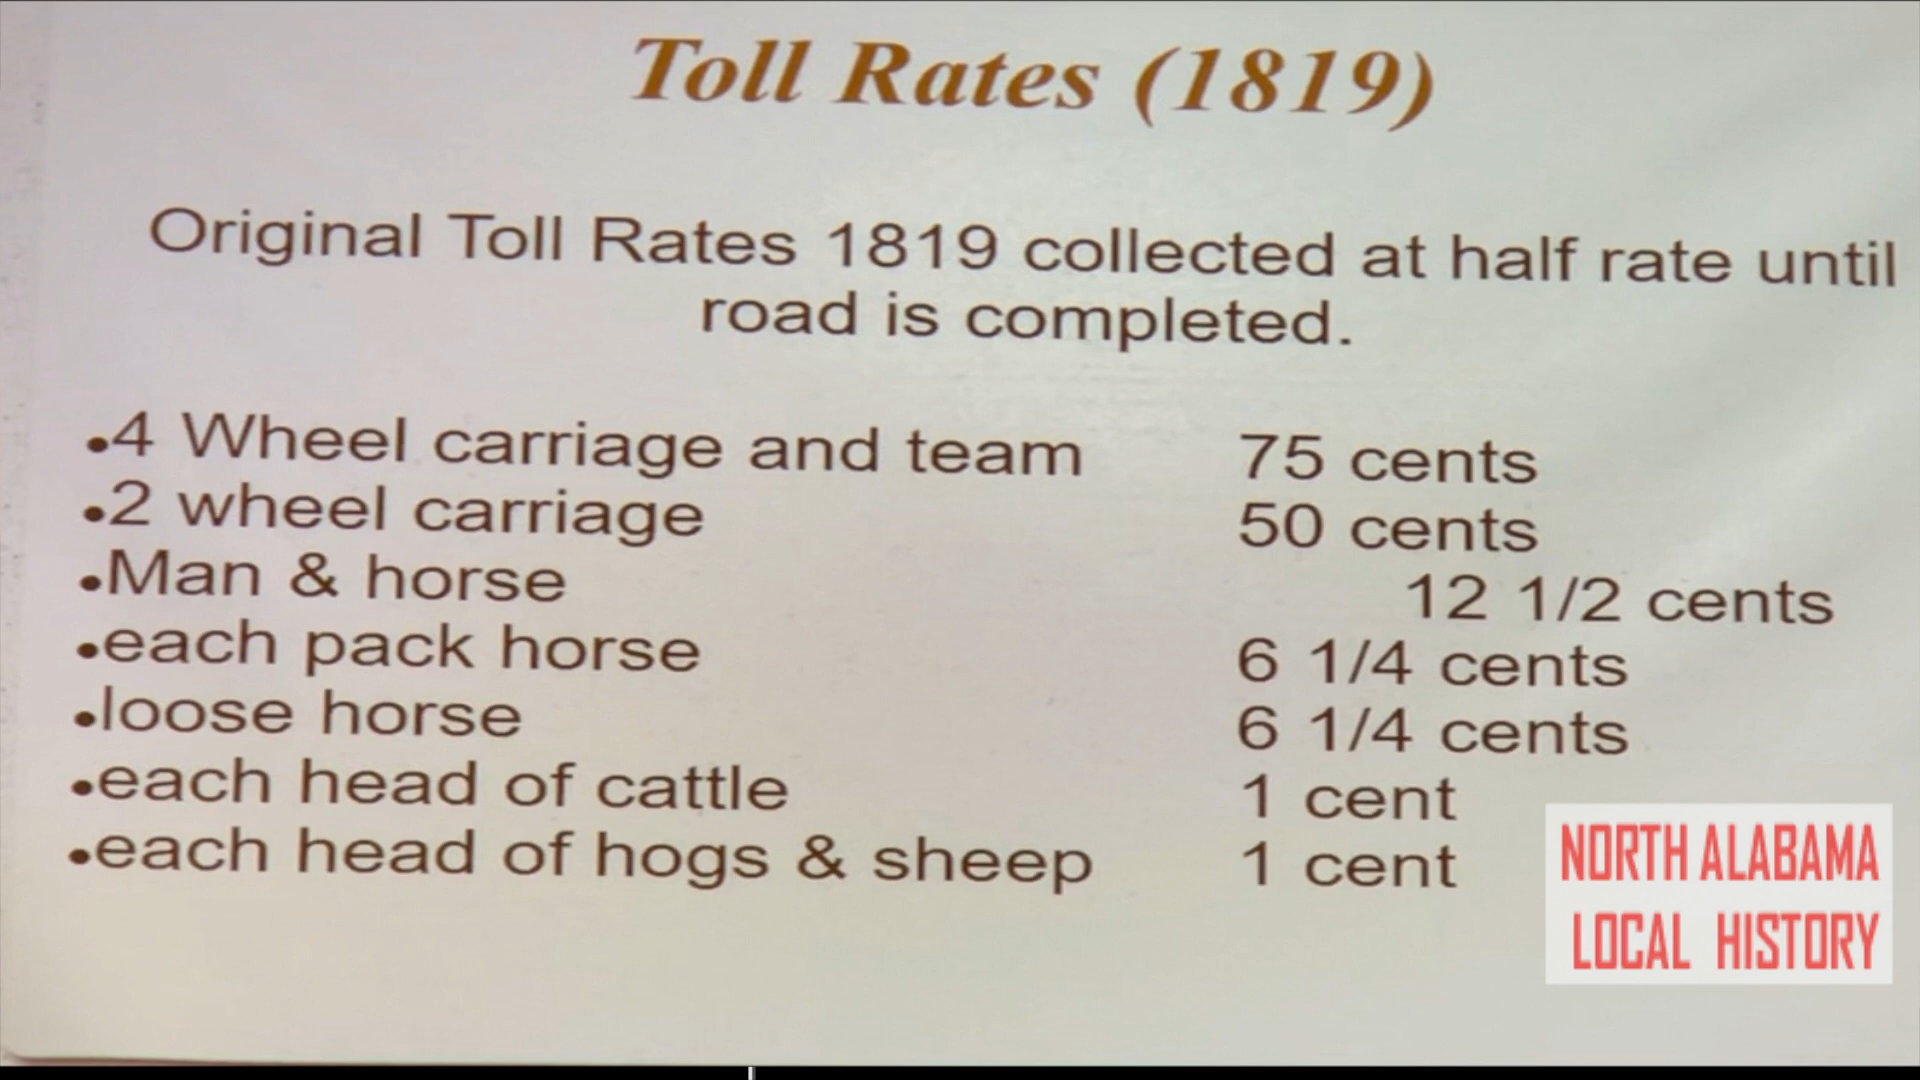 Toll Rates (1819)
Original Toll Rates 1819 collected at half rate until
road is completed.
•4 Wheel carriage and team 75 cents
•2 wheel carriage 50 cents
•Man & horse 12 1/2 cents
•each pack horse 6 1/4 cents
•loose horse 6 1/4 cents
•each head of cattle 1 cent
•each head of hogs & sheep 1 cent
NORTH ALABAMA
LOCAL HISTORY